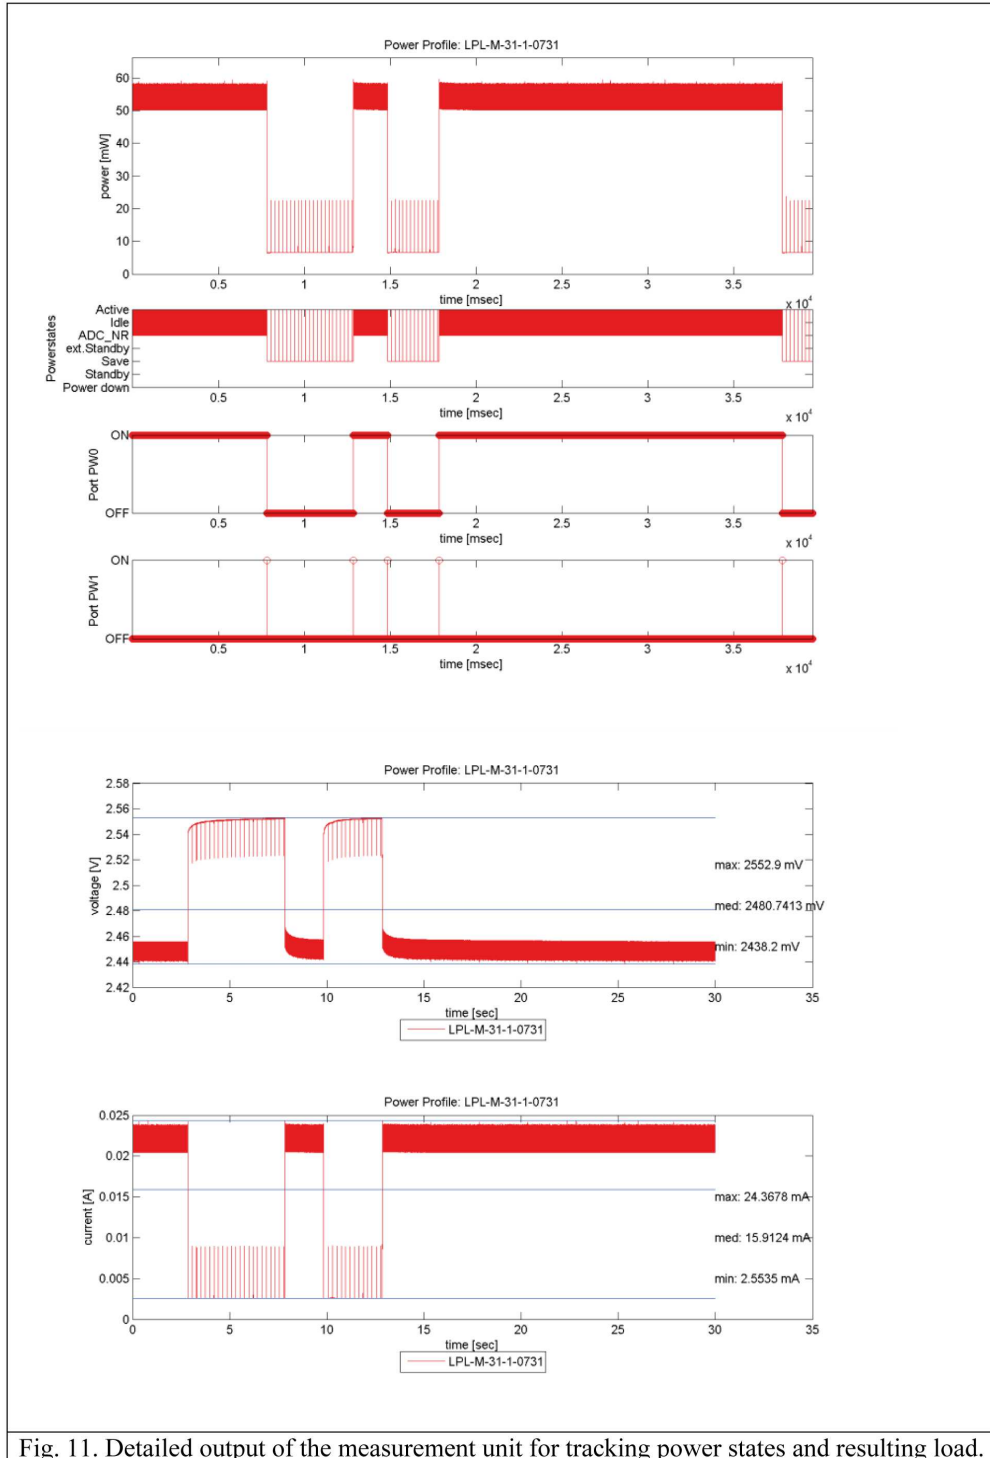 Power Profile: LPL-M-31-1-0731
60
50
40
30
20
10
0
power [mW]
0.5 1 1.5 2 2.5 3 3.5
time [msec]
x 10^4
Active
Idle
ADC_NR
ext.Standby
Save
Standby
Power down
Powerstates
0.5 1 1.5 2 2.5 3 3.5
time [msec]
x 10^4
ON
OFF
Port PW0
0.5 1 1.5 2 2.5 3 3.5
time [msec]
x 10^4
ON
OFF
Port PW1
0.5 1 1.5 2 2.5 3 3.5
time [msec]
x 10^4
Power Profile: LPL-M-31-1-0731
2.58
2.56
2.54
2.52
2.5
2.48
2.46
2.44
2.42
voltage [V]
max: 2552.9 mV
med: 2480.7413 mV
min: 2438.2 mV
0 5 10 15 20 25 30 35
time [sec]
LPL-M-31-1-0731
Power Profile: LPL-M-31-1-0731
0.025
0.02
0.015
0.01
0.005
0
current [A]
max: 24.3678 mA
med: 15.9124 mA
min: 2.5535 mA
0 5 10 15 20 25 30 35
time [sec]
LPL-M-31-1-0731
Fig. 11. Detailed output of the measurement unit for tracking power states and resulting load.